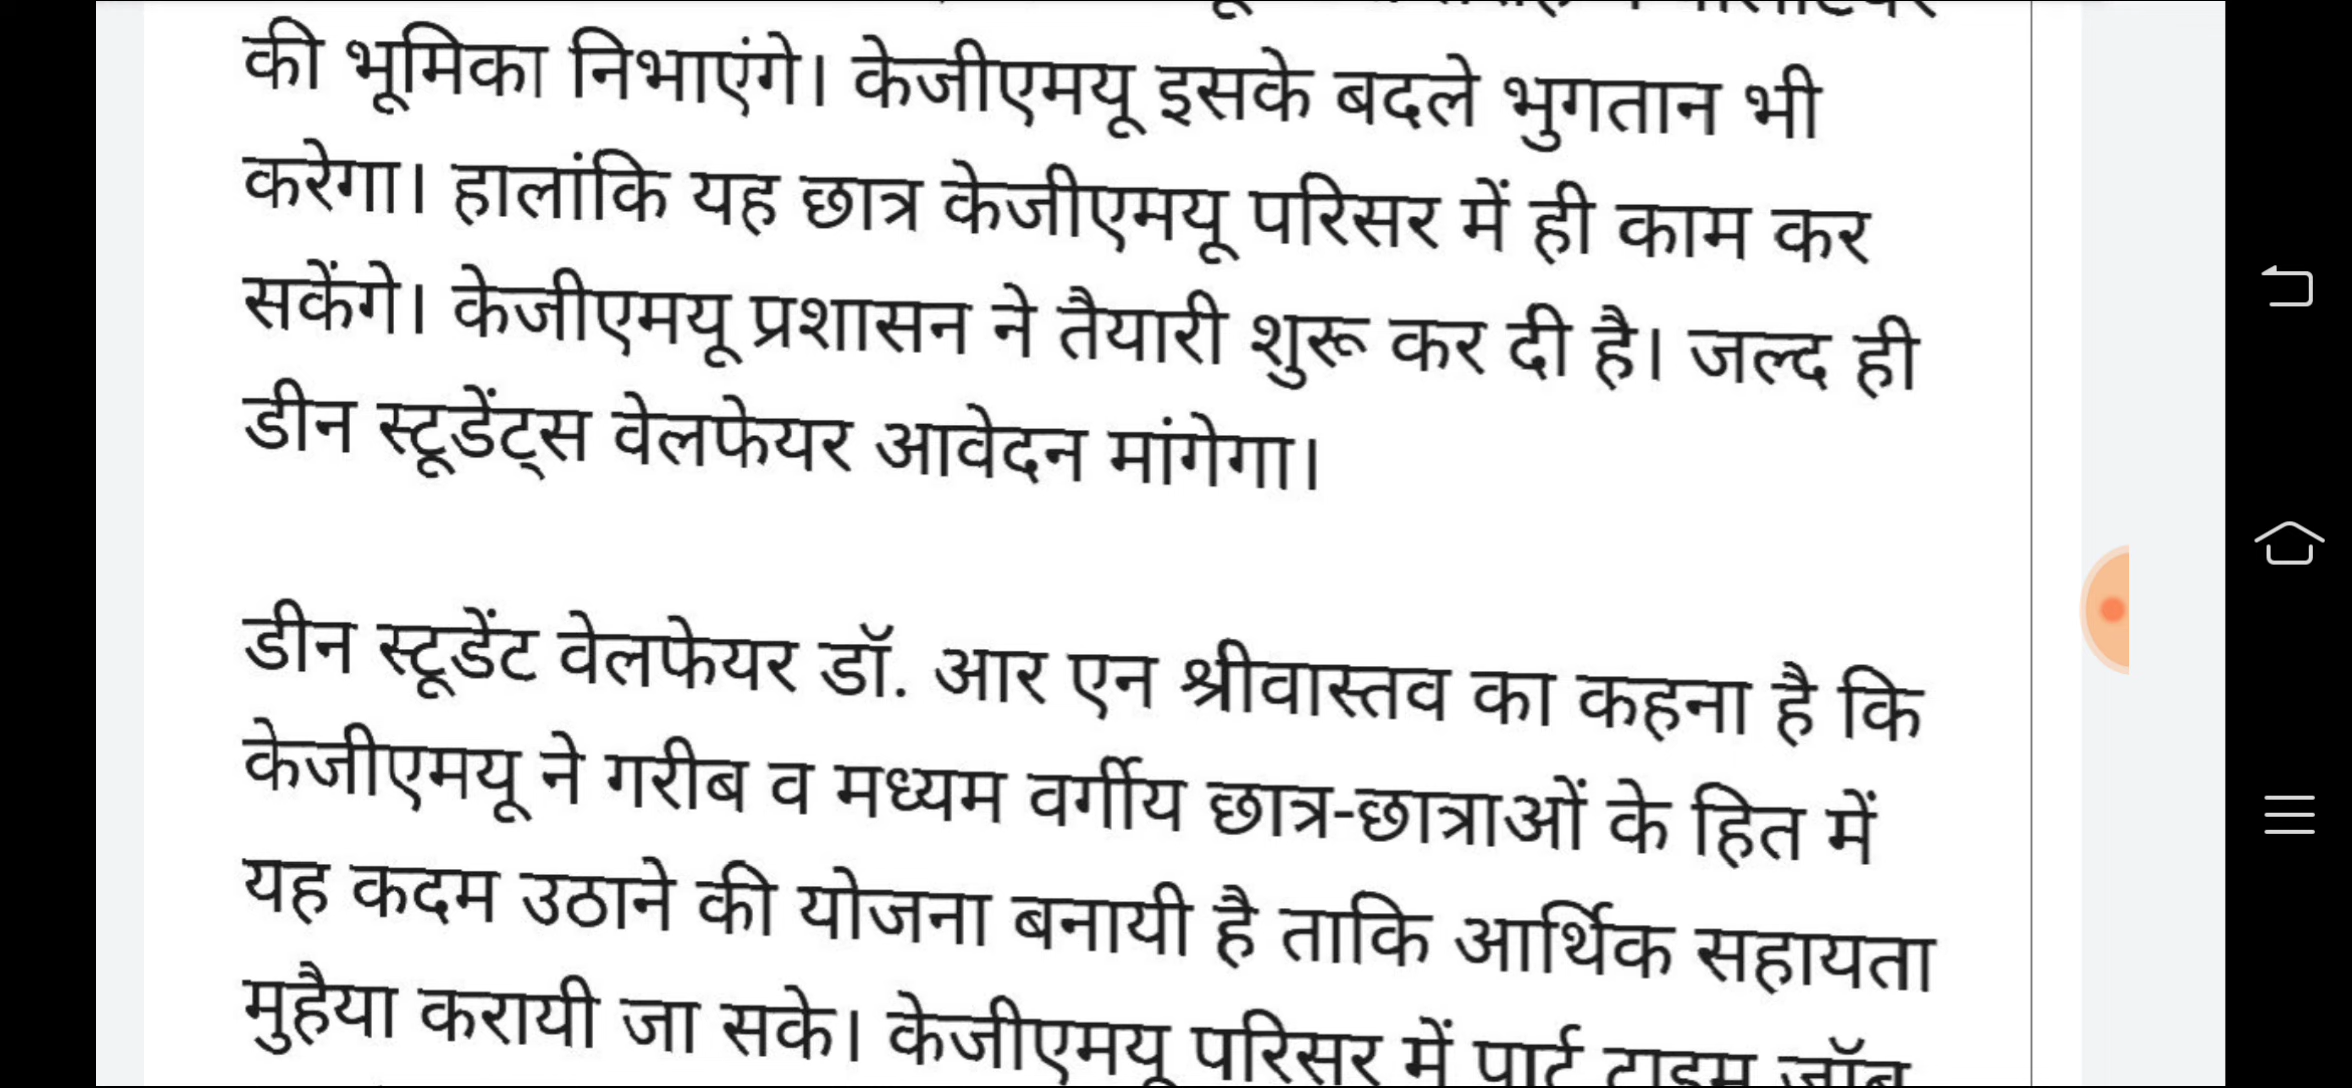 की भूमिका निभाएंगे। केजीएमयू इसके बदले भुगतान भी
करेगा। हालांकि यह छात्र केजीएमयू परिसर में ही काम कर
सकेंगे। केजीएमयू प्रशासन ने तैयारी शुरू कर दी है। जल्द ही
डीन स्टूडेंट्स वेलफेयर आवेदन मांगेगा।
डीन स्टूडेंट वेलफेयर डॉ. आर एन श्रीवास्तव का कहना है कि
केजीएमयू ने गरीब व मध्यम वर्गीय छात्र-छात्राओं के हित में
यह कदम उठाने की योजना बनायी है ताकि आर्थिक सहायता
मुहैया करायी जा सके। केजीएमयू परिसर में पार्ट टाइम जॉब